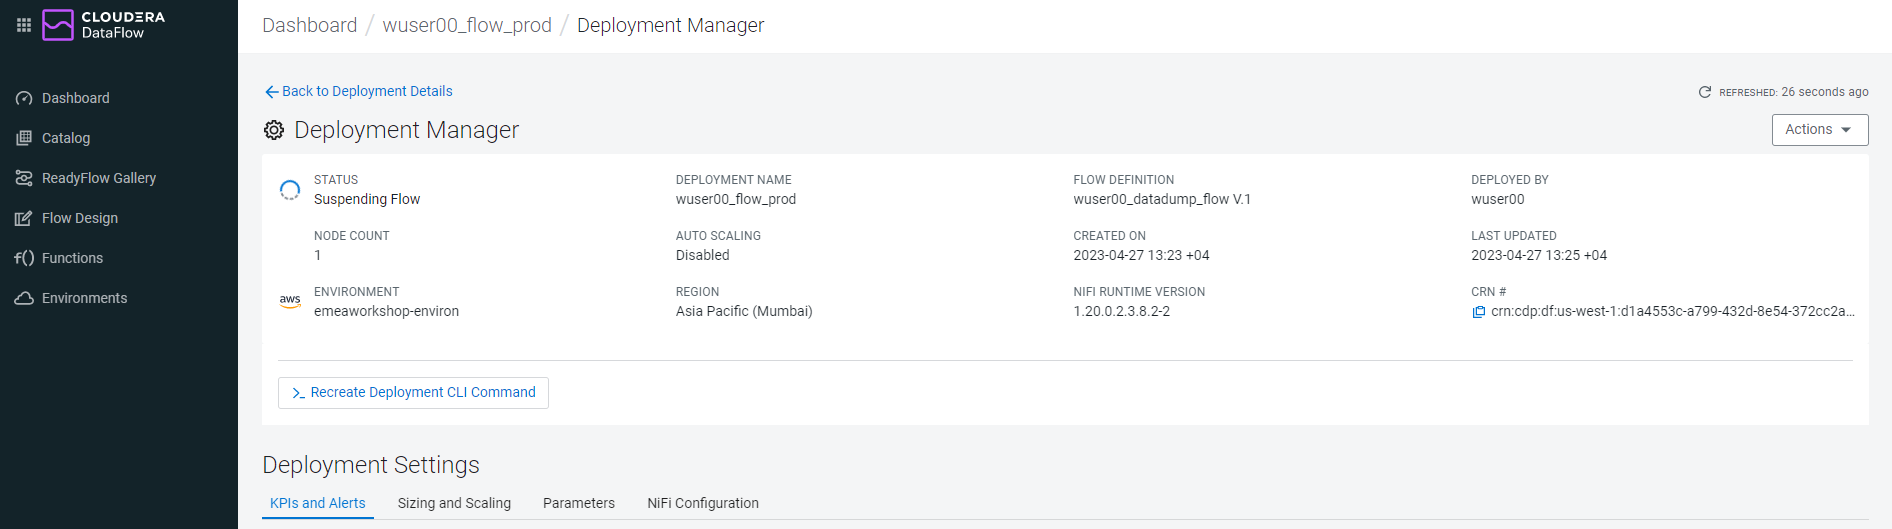 CLOUDERA
DataFlow
Dashboard
Catalog
ReadyFlow Gallery
Flow Design
Functions
Environments
Dashboard / wuser00_flow_prod / Deployment Manager
Back to Deployment Details
REFRESHED: 26 seconds ago
Deployment Manager
Actions
STATUS DEPLOYMENT NAME FLOW DEFINITION DEPLOYED BY
Suspending Flow wuser00_flow_prod wuser00_datadump_flow V.1 wuser00
NODE COUNT AUTO SCALING CREATED ON LAST UPDATED
1 Disabled 2023-04-27 13:23 +04 2023-04-27 13:25 +04
aws ENVIRONMENT REGION NIFI RUNTIME VERSION CRN #
emeaworkshop-environ Asia Pacific (Mumbai) 1.20.0.2.3.8.2-2 crn:cdp:df:us-west-1:d1a4553c-a799-432d-8e54-372cc2a...
>_ Recreate Deployment CLI Command
Deployment Settings
KPIs and Alerts Sizing and Scaling Parameters NiFi Configuration